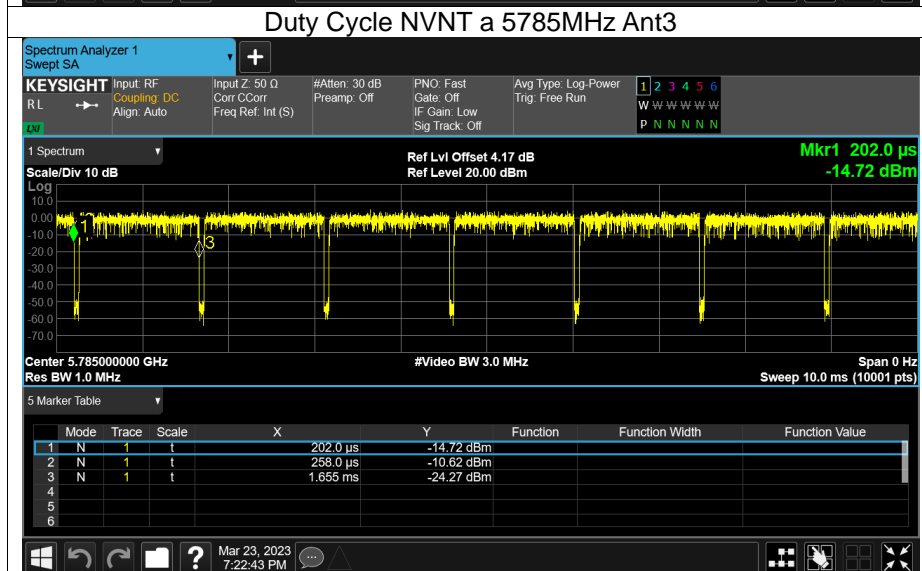 Duty Cycle NVNT a 5785MHz Ant3
Spectrum Analyzer 1
Swept SA
+
KEYSIGHT Input: RF Input Z: 50 Ω #Atten: 30 dB PNO: Fast Avg Type: Log-Power 1 2 3 4 5 6
RL Coupling: DC Corr CCorr Preamp: Off Gate: Off Trig: Free Run W W W W W W
Align: Auto Freq Ref: Int (S) IF Gain: Low
LXI Sig Track: Off P N N N N N
1 Spectrum Ref Lvl Offset 4.17 dB Mkr1 202.0 µs
Scale/Div 10 dB Ref Level 20.00 dBm -14.72 dBm
Log
10.0
0.00
-10.0
-20.0 3
-30.0
-40.0
-50.0
-60.0
-70.0
Center 5.785000000 GHz #Video BW 3.0 MHz Span 0 Hz
Res BW 1.0 MHz Sweep 10.0 ms (10001 pts)
5 Marker Table
Mode Trace Scale X Y Function Function Width Function Value
1 N 1 t 202.0 µs -14.72 dBm
2 N 1 t 258.0 µs -10.62 dBm
3 N 1 t 1.655 ms -24.27 dBm
4
5
6
? Mar 23, 2023
7:22:43 PM